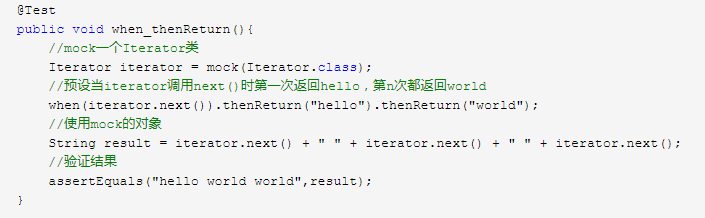 @Test
public void when_thenReturn(){
//mock一个Iterator类
Iterator iterator = mock(Iterator.class);
//预设当iterator调用next()时第一次返回hello，第n次都返回world
when(iterator.next()).thenReturn("hello").thenReturn("world");
//使用mock的对象
String result = iterator.next() + " " + iterator.next() + " " + iterator.next();
//验证结果
assertEquals("hello world world",result);
}